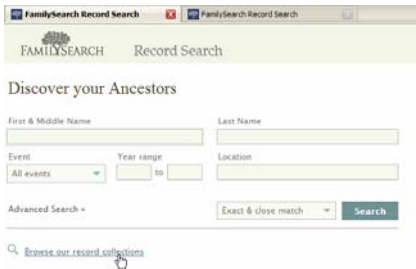 FamilySearch Record Search FamilySearch Record Search
FAMILYSEARCH Record Search
Discover your Ancestors
First & Middle Name Last Name
Event Year range Location
All events to
Advanced Search + Exact & close match Search
Browse our record collections